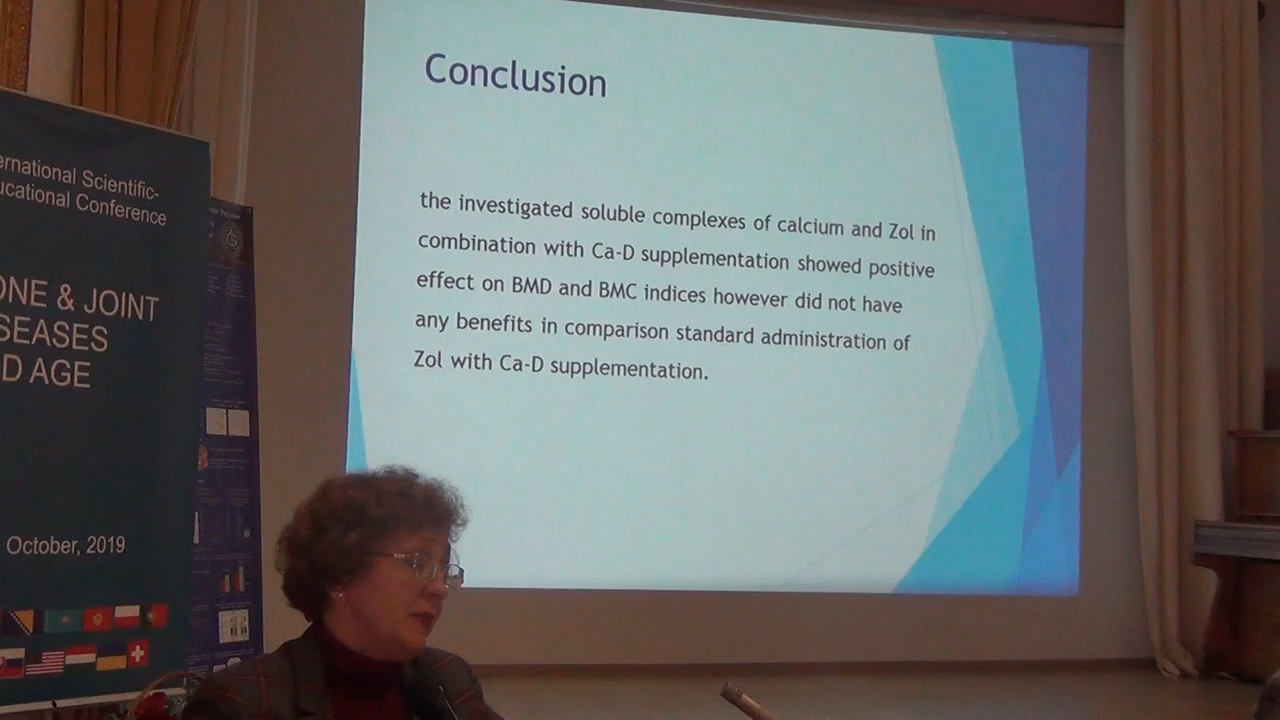 ernational Scientific-
ucational Conference
ONE & JOINT
SEASES
D AGE
October, 2019
Conclusion
the investigated soluble complexes of calcium and Zol in
combination with Ca-D supplementation showed positive
effect on BMD and BMC indices however did not have
any benefits in comparison standard administration of
Zol with Ca-D supplementation.